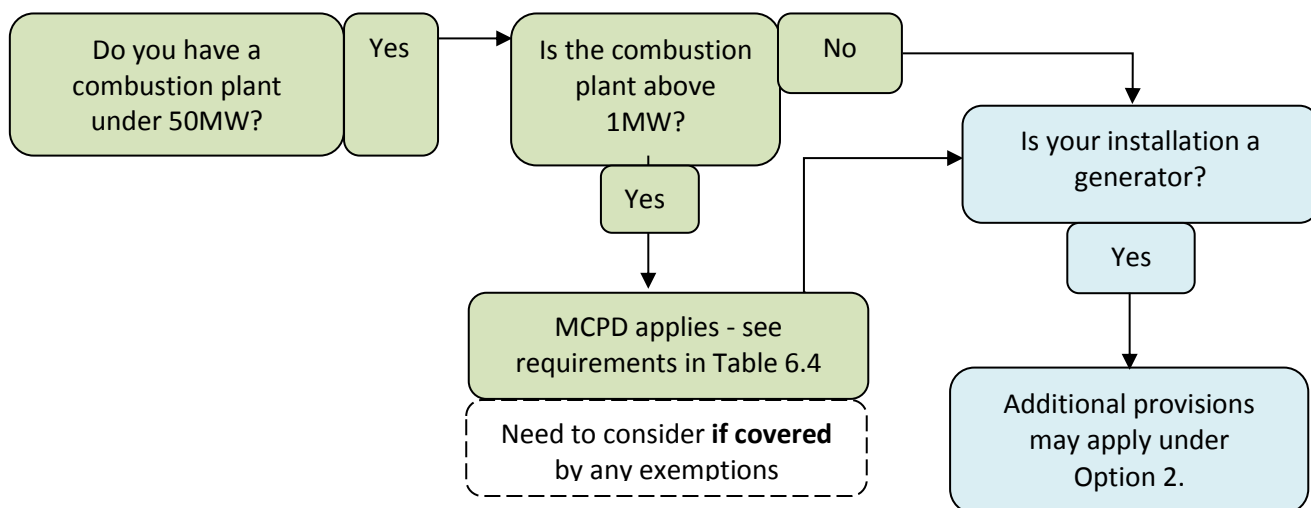 Do you have a
combustion plant
under 50MW?
Yes
Is the combustion
plant above
1MW?
No
Yes
MCPD applies - see
requirements in Table 6.4
Need to consider if covered
by any exemptions
Is your installation a
generator?
Yes
Additional provisions
may apply under
Option 2.